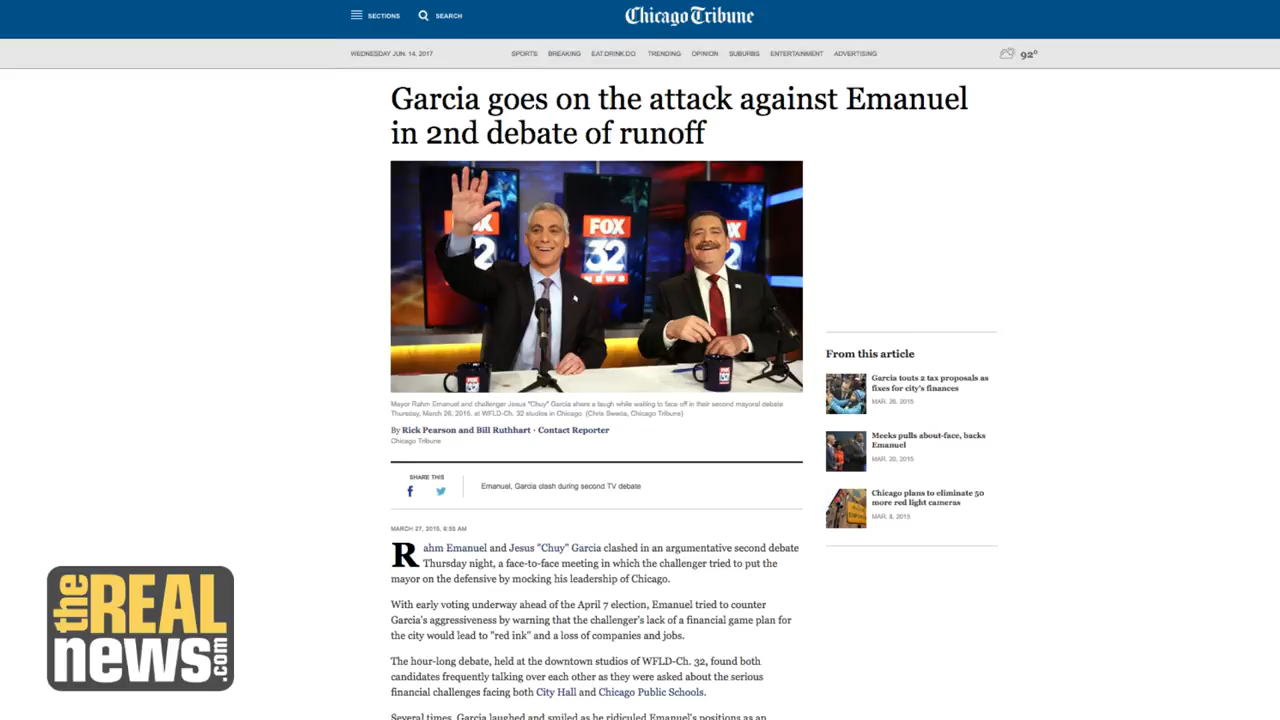 SECTIONS
SEARCH
Chicago Tribune
WEDNESDAY JUN. 14, 2017
SPORTS BREAKING EAT.DRINK.DO TRENDING OPINION SUBURBS ENTERTAINMENT ADVERTISING
92°
Garcia goes on the attack against Emanuel
in 2nd debate of runoff
FOX
32
NEWS
Mayor Rahm Emanuel and challenger Jesus "Chuy" Garcia share a laugh while waiting to face off in their second mayoral debate
Thursday, March 26, 2015, at WFLD-Ch. 32 studios in Chicago. (Chris Sweda, Chicago Tribune)
By Rick Pearson and Bill Ruthhart · Contact Reporter
Chicago Tribune
SHARE THIS
Emanuel, Garcia clash during second TV debate
MARCH 27, 2015, 6:55 AM
Rahm Emanuel and Jesus "Chuy" Garcia clashed in an argumentative second debate
Thursday night, a face-to-face meeting in which the challenger tried to put the
mayor on the defensive by mocking his leadership of Chicago.
With early voting underway ahead of the April 7 election, Emanuel tried to counter
Garcia's aggressiveness by warning that the challenger's lack of a financial game plan for
the city would lead to "red ink" and a loss of companies and jobs.
The hour-long debate, held at the downtown studios of WFLD-Ch. 32, found both
candidates frequently talking over each other as they were asked about the serious
financial challenges facing both City Hall and Chicago Public Schools.
Several times, Garcia laughed and smiled as he ridiculed Emanuel's positions as an
From this article
Garcia touts 2 tax proposals as
fixes for city's finances
MAR. 26, 2015
Meeks pulls about-face, backs
Emanuel
MAR. 20, 2015
Chicago plans to eliminate 50
more red light cameras
MAR. 8, 2015
the REAL
news.com